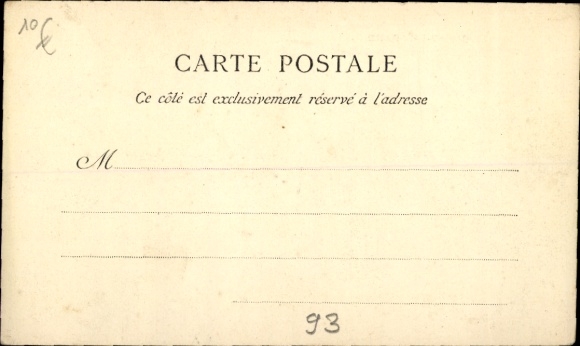 10€
CARTE POSTALE
Ce côté est exclusivement réservé à l'adresse
M
93